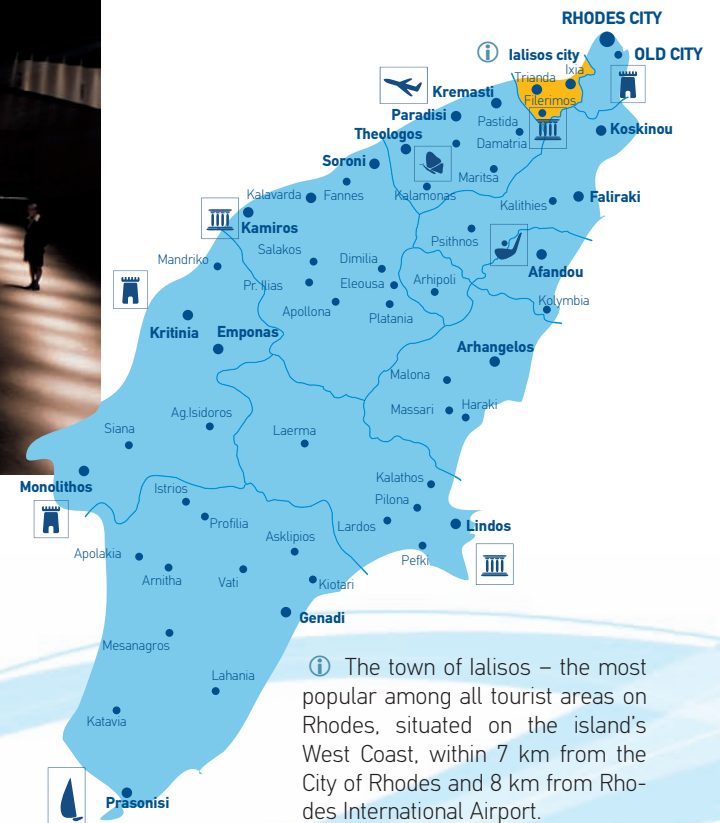 RHODES CITY
Ialisos city
OLD CITY
Ixia
Trianda
Kremasti
Filerimos
Paradisi
Pastida
Koskinou
Theologos
Damatria
Soroni
Maritsa
Kalavarda
Fannes
Kalamonas
Kalithies
Faliraki
Kamiros
Psithnos
Salakos
Mandriko
Dimilia
Afandou
Pr. Ilias
Eleousa
Arhipoli
Kolymbia
Apollona
Platania
Kritinia
Emponas
Arhangelos
Malona
Ag.Isidoros
Massari
Haraki
Siana
Laerma
Kalathos
Monolithos
Istrios
Pilona
Profilia
Lardos
Lindos
Asklipios
Apolakia
Pefki
Arnitha
Vati
Kiotari
Genadi
Mesanagros
Lahania
Katavia
Prasonisi
The town of Ialisos – the most
popular among all tourist areas on
Rhodes, situated on the island's
West Coast, within 7 km from the
City of Rhodes and 8 km from Rho-
des International Airport.